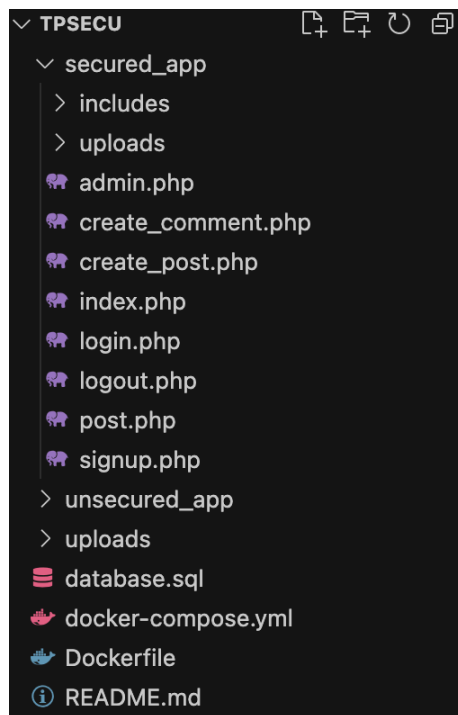 TPSECU
secured_app
includes
uploads
admin.php
create_comment.php
create_post.php
index.php
login.php
logout.php
post.php
signup.php
unsecured_app
uploads
database.sql
docker-compose.yml
Dockerfile
README.md